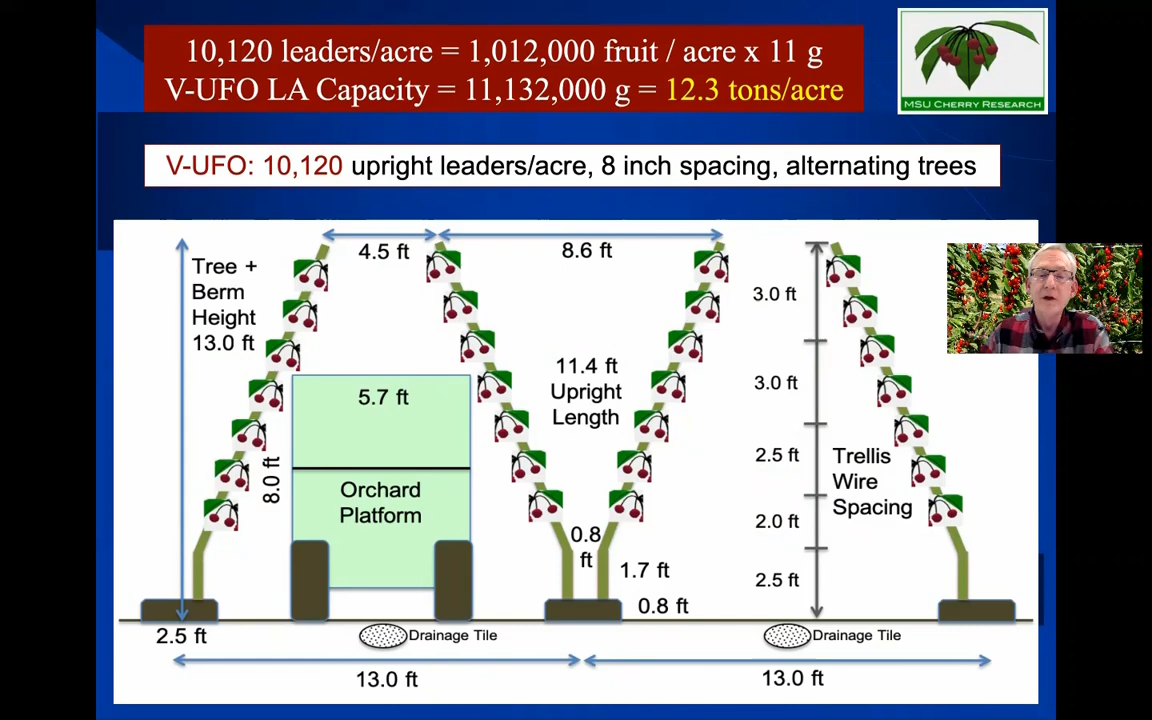 10,120 leaders/acre = 1,012,000 fruit / acre x 11 g
V-UFO LA Capacity = 11,132,000 g = 12.3 tons/acre
MSU CHERRY RESEARCH
V-UFO: 10,120 upright leaders/acre, 8 inch spacing, alternating trees
4.5 ft
8.6 ft
Tree +
Berm
Height
13.0 ft
3.0 ft
11.4 ft
Upright
Length
5.7 ft
3.0 ft
8.0 ft
Orchard
Platform
2.5 ft
Trellis
Wire
Spacing
2.0 ft
0.8
ft
1.7 ft
2.5 ft
0.8 ft
2.5 ft
Drainage Tile
Drainage Tile
13.0 ft
13.0 ft